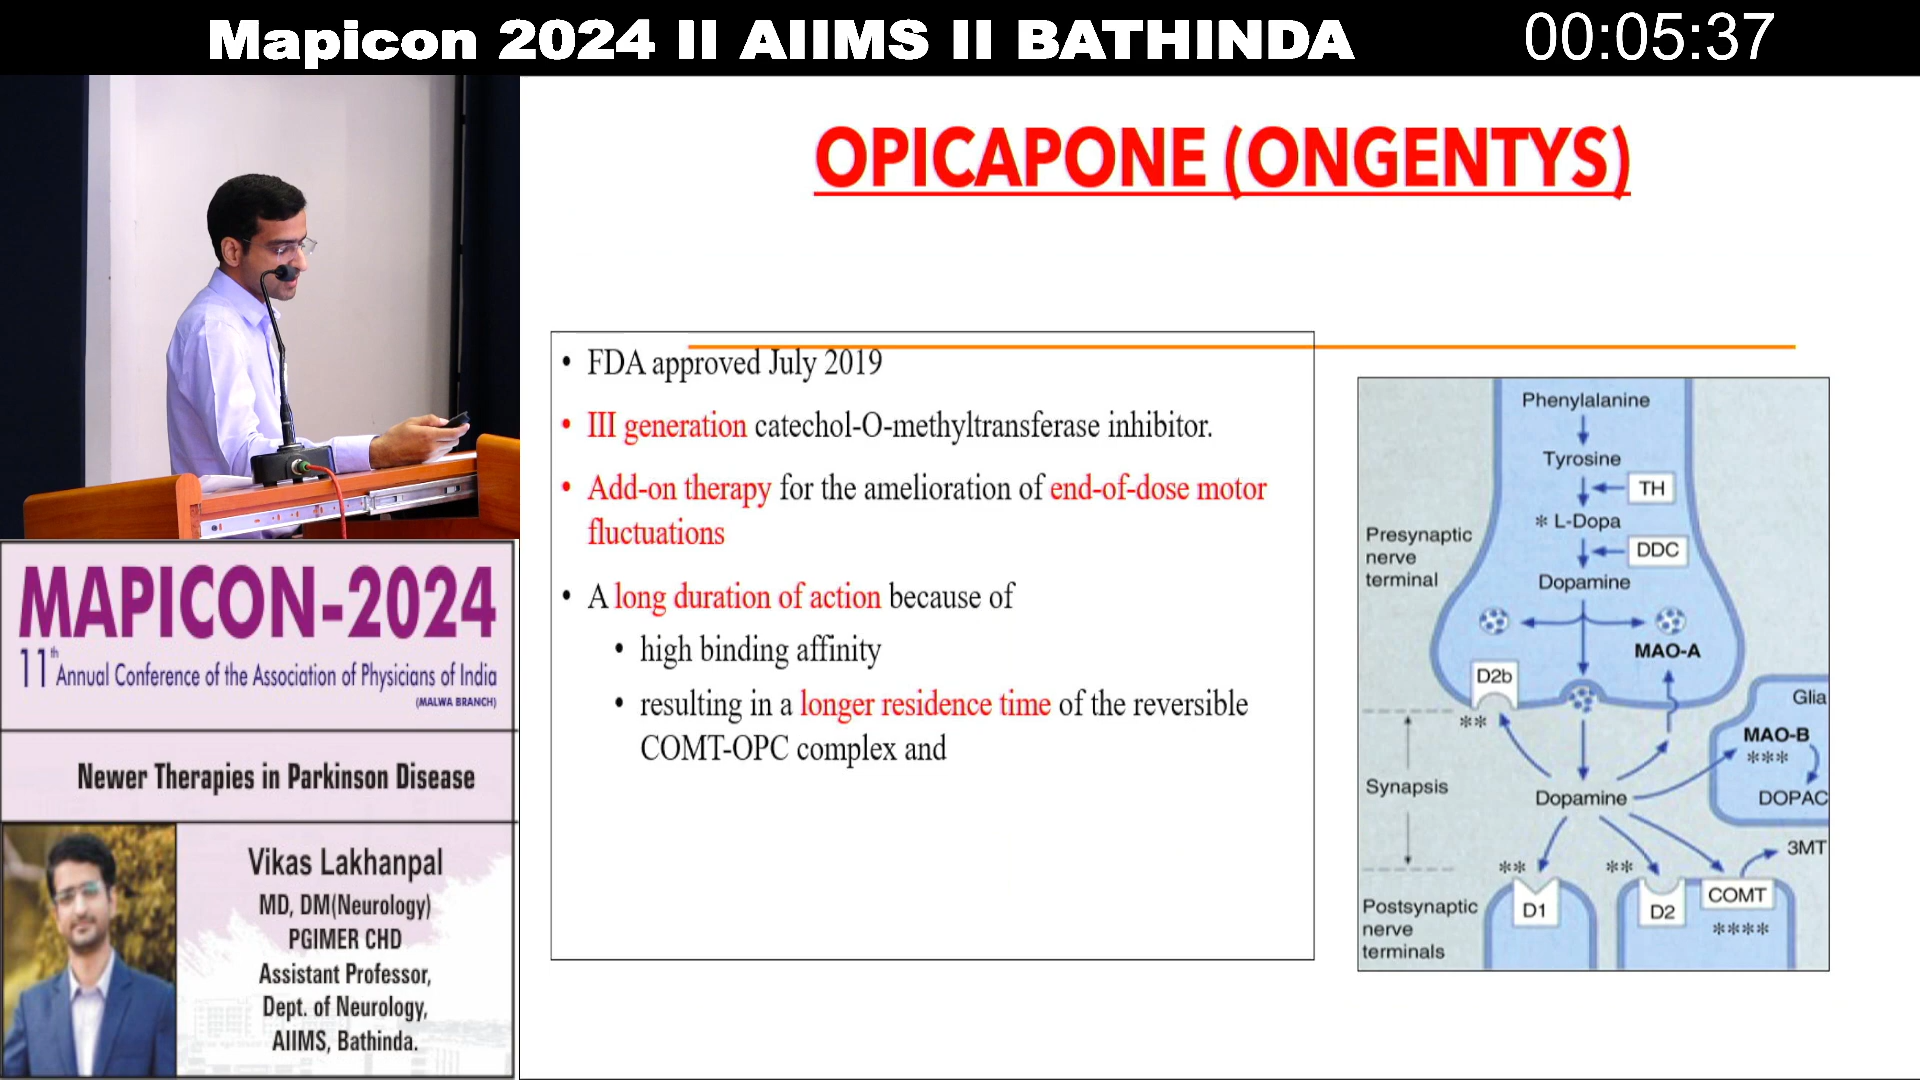 Mapicon 2024 II AIIMS II BATHINDA
00:05:37
OPICAPONE (ONGENTYS)
• FDA approved July 2019
• III generation catechol-O-methyltransferase inhibitor.
• Add-on therapy for the amelioration of end-of-dose motor
fluctuations
• A long duration of action because of
• high binding affinity
• resulting in a longer residence time of the reversible
COMT-OPC complex and
Phenylalanine
Tyrosine
TH
* L-Dopa
DDC
Dopamine
Presynaptic
nerve
terminal
MAO-A
D2b
**
Glia
MAO-B
***
DOPAC
Synapsis
Dopamine
3MT
**
**
D1
D2
COMT
****
Postsynaptic
nerve
terminals
MAPICON-2024
11th Annual Conference of the Association of Physicians of India
(MALWA BRANCH)
Newer Therapies in Parkinson Disease
Vikas Lakhanpal
MD, DM(Neurology)
PGIMER CHD
Assistant Professor,
Dept. of Neurology,
AIIMS, Bathinda.